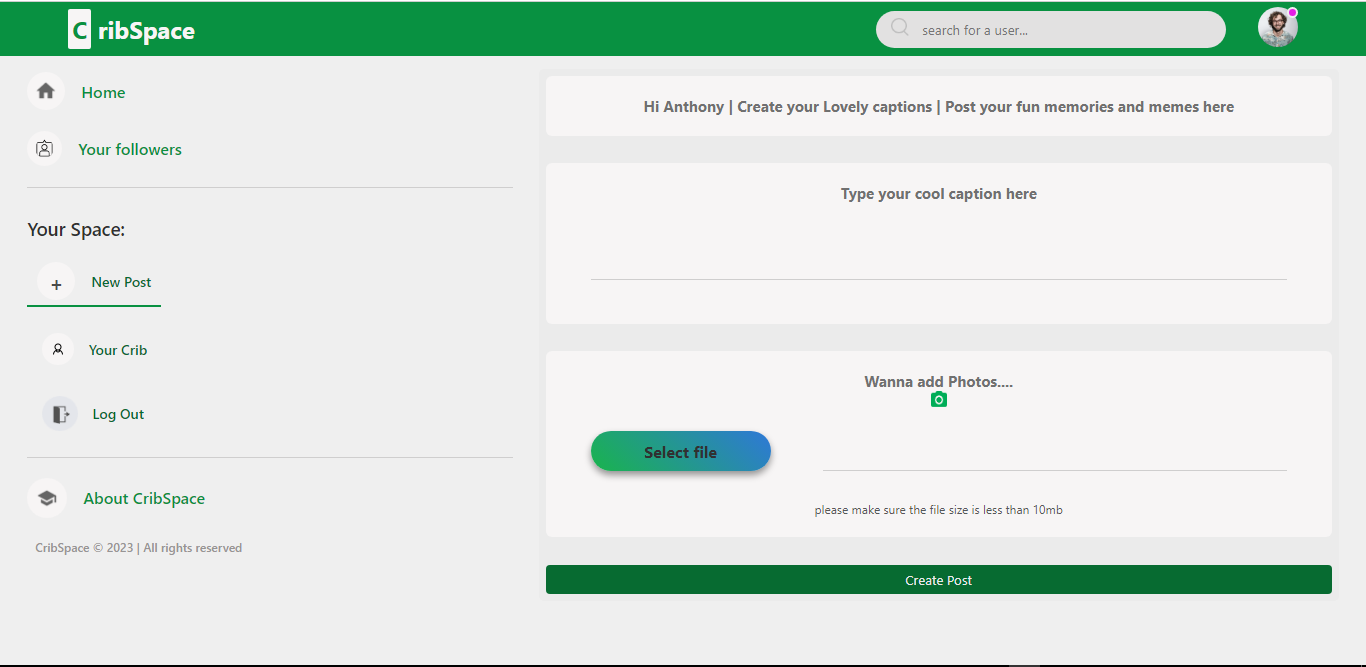 CribSpace
search for a user...
Home
Your followers
Your Space:
+ New Post
Your Crib
Log Out
About CribSpace
CribSpace © 2023 | All rights reserved
Hi Anthony | Create your Lovely captions | Post your fun memories and memes here
Type your cool caption here
Wanna add Photos....
Select file
please make sure the file size is less than 10mb
Create Post